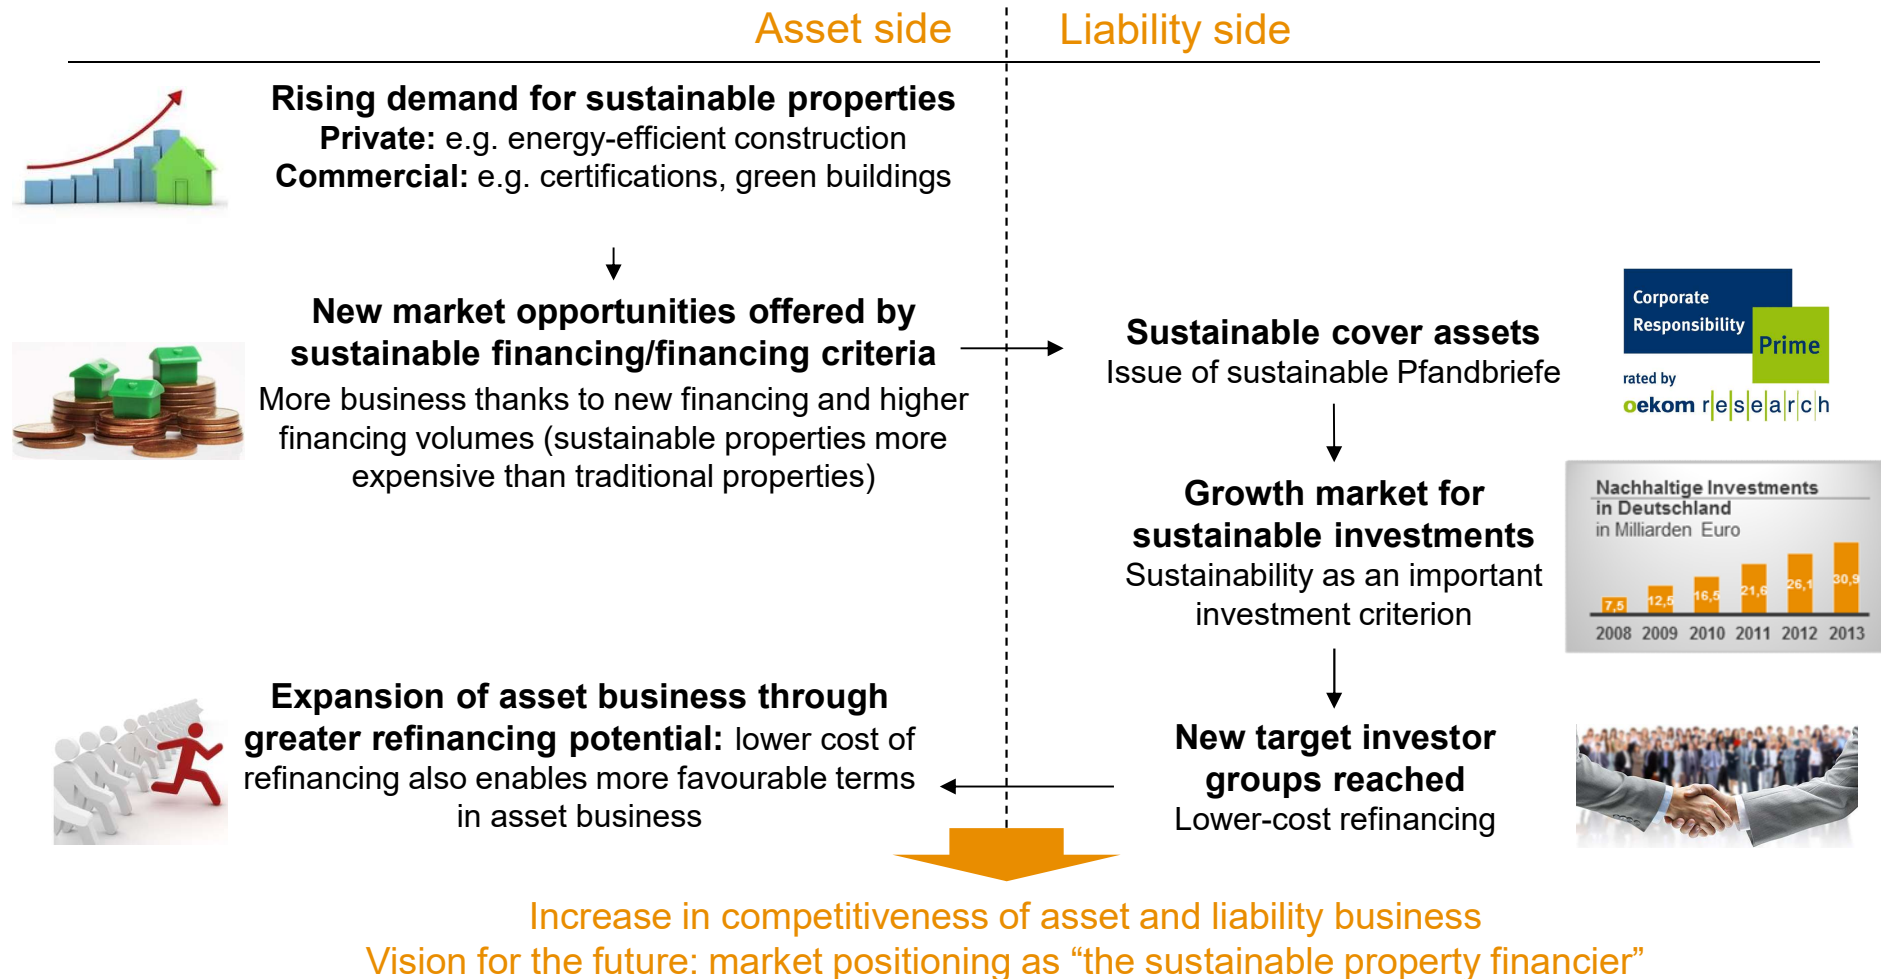 Asset side
Liability side
Rising demand for sustainable properties
Private: e.g. energy-efficient construction
Commercial: e.g. certifications, green buildings
New market opportunities offered by
sustainable financing/financing criteria
More business thanks to new financing and higher
financing volumes (sustainable properties more
expensive than traditional properties)
Sustainable cover assets
Issue of sustainable Pfandbriefe
Corporate
Responsibility
Prime
rated by
oekom r|e|s|e|a|r|c|h
Growth market for
sustainable investments
Sustainability as an important
investment criterion
Nachhaltige Investments
in Deutschland
in Milliarden Euro
7,5 12,5 16,5 21,6 26,1 30,9
2008 2009 2010 2011 2012 2013
Expansion of asset business through
greater refinancing potential: lower cost of
refinancing also enables more favourable terms
in asset business
New target investor
groups reached
Lower-cost refinancing
Increase in competitiveness of asset and liability business
Vision for the future: market positioning as “the sustainable property financier”